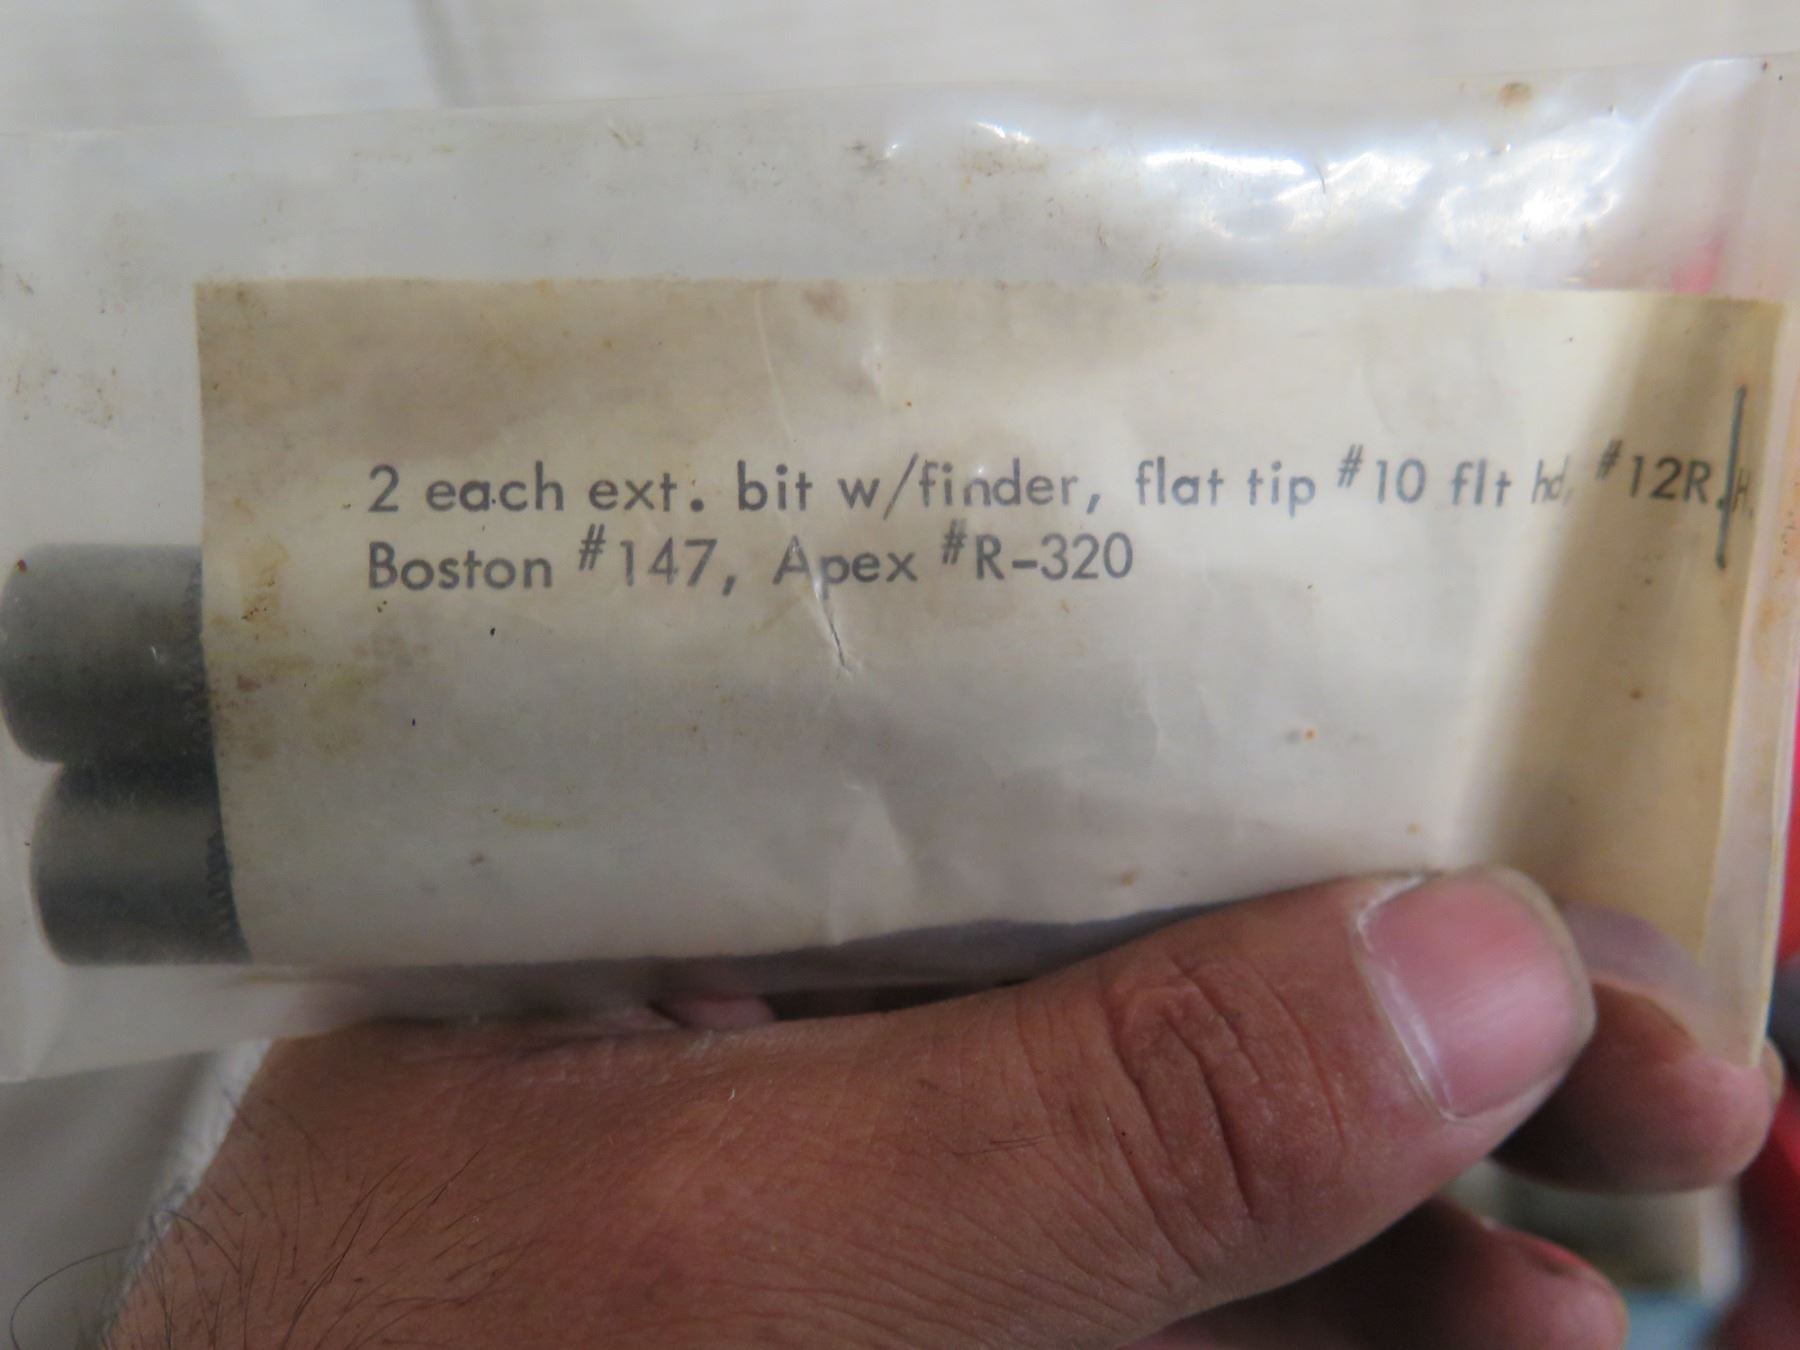 2 each ext. bit w/finder, flat tip #10 flt hd, #12R.H.
Boston #147, Apex #R-320